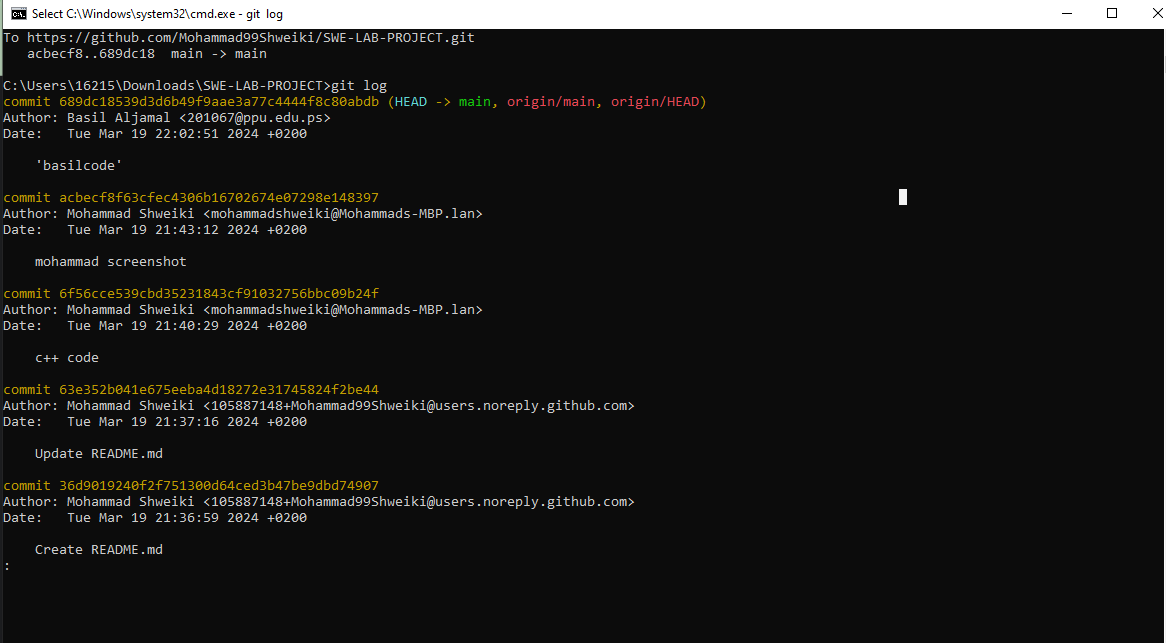 Select C:\Windows\system32\cmd.exe - git log
To https://github.com/Mohammad99Shweiki/SWE-LAB-PROJECT.git
   acbecf8..689dc18  main -> main
C:\Users\16215\Downloads\SWE-LAB-PROJECT>git log
commit 689dc18539d3d6b49f9aae3a77c4444f8c80abdb (HEAD -> main, origin/main, origin/HEAD)
Author: Basil Aljamal <201067@ppu.edu.ps>
Date:   Tue Mar 19 22:02:51 2024 +0200
    'basilcode'
commit acbecf8f63cfec4306b16702674e07298e148397
Author: Mohammad Shweiki <mohammadshweiki@Mohammads-MBP.lan>
Date:   Tue Mar 19 21:43:12 2024 +0200
    mohammad screenshot
commit 6f56cce539cbd35231843cf91032756bbc09b24f
Author: Mohammad Shweiki <mohammadshweiki@Mohammads-MBP.lan>
Date:   Tue Mar 19 21:40:29 2024 +0200
    c++ code
commit 63e352b041e675eeba4d18272e31745824f2be44
Author: Mohammad Shweiki <105887148+Mohammad99Shweiki@users.noreply.github.com>
Date:   Tue Mar 19 21:37:16 2024 +0200
    Update README.md
commit 36d9019240f2f751300d64ced3b47be9dbd74907
Author: Mohammad Shweiki <105887148+Mohammad99Shweiki@users.noreply.github.com>
Date:   Tue Mar 19 21:36:59 2024 +0200
    Create README.md
: